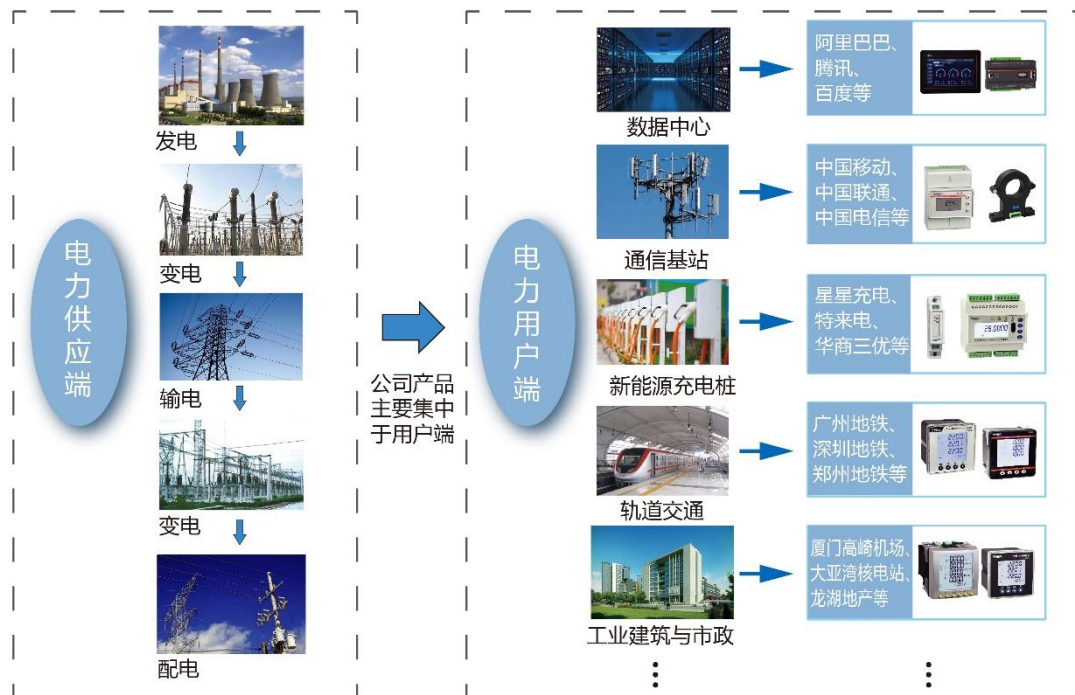 电力供应端
发电
变电
输电
变电
配电
公司产品
主要集中
于用户端
电力用户端
数据中心
阿里巴巴、
腾讯、
百度等
通信基站
中国移动、
中国联通、
中国电信等
新能源充电桩
星星充电、
特来电、
华商三优等
轨道交通
广州地铁、
深圳地铁、
郑州地铁等
工业建筑与市政
厦门高崎机场、
大亚湾核电站、
龙湖地产等